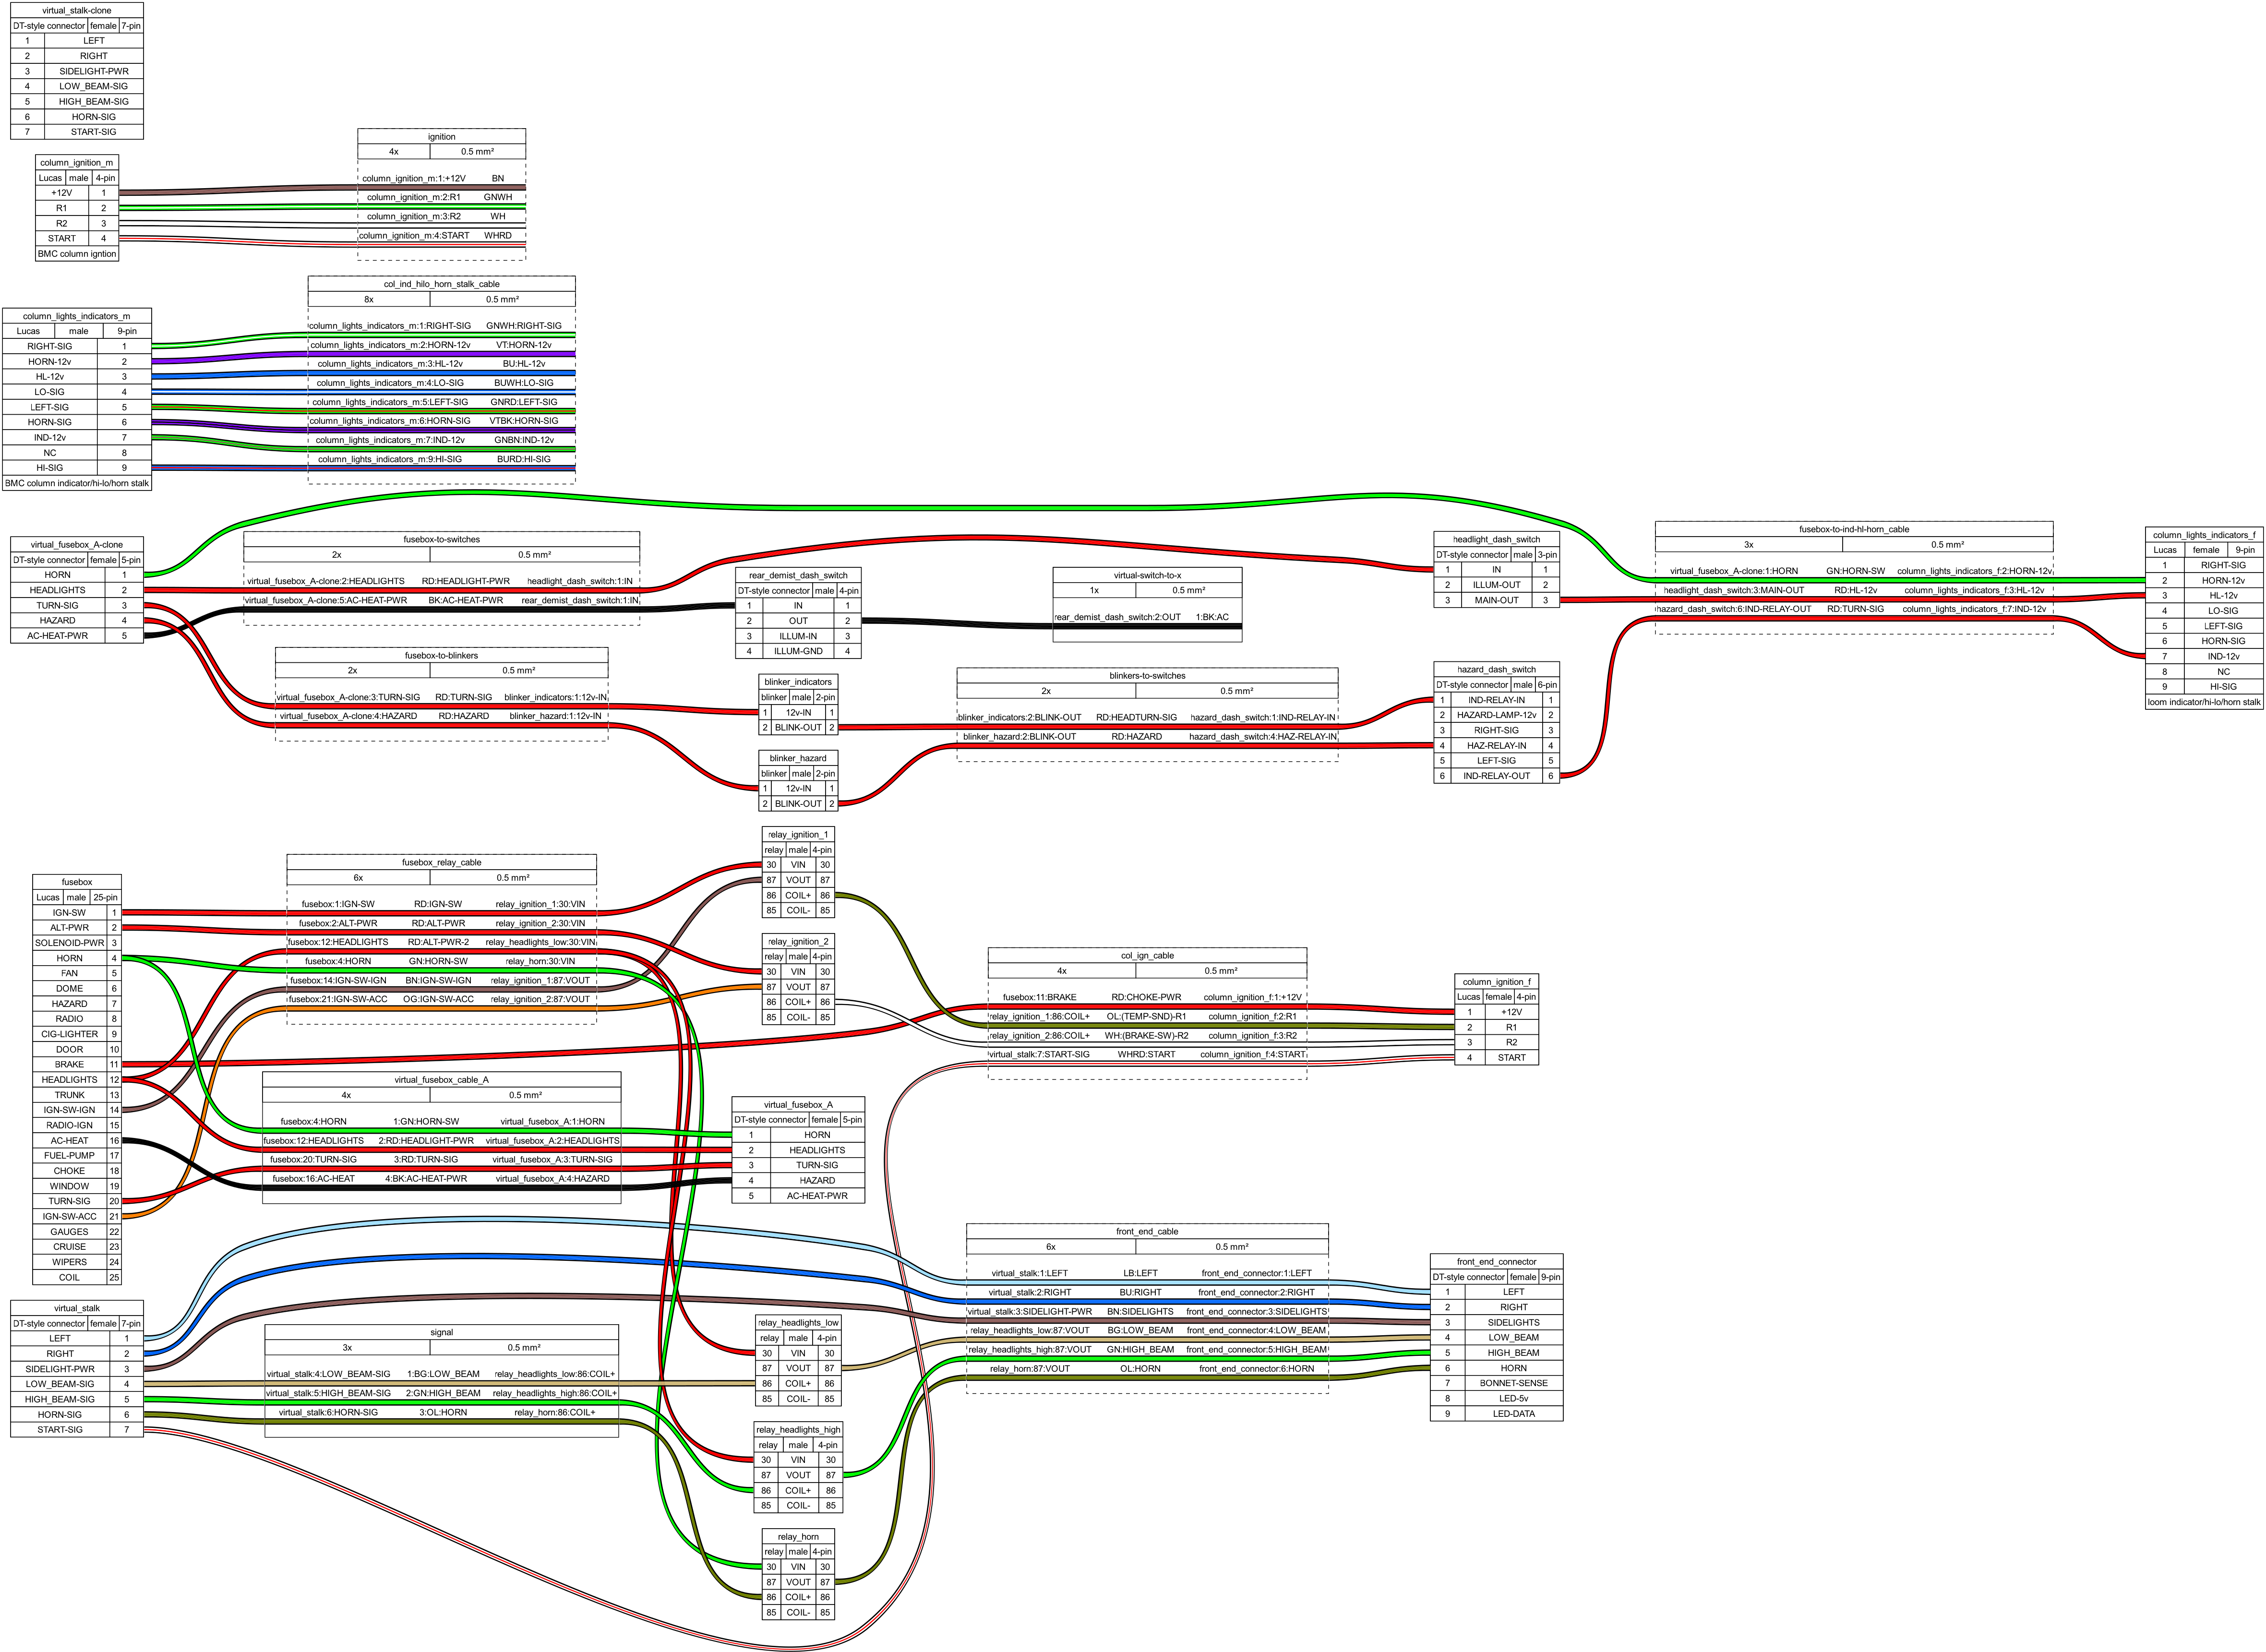 virtual_stalk-clone
DT-style connector female 7-pin
1 LEFT
2 RIGHT
3 SIDELIGHT-PWR
4 LOW_BEAM-SIG
5 HIGH_BEAM-SIG
6 HORN-SIG
7 START-SIG
column_ignition_m
Lucas male 4-pin
+12V 1
R1 2
R2 3
START 4
BMC column igntion
ignition
4x 0.5 mm²
column_ignition_m:1:+12V BN
column_ignition_m:2:R1 GNWH
column_ignition_m:3:R2 WH
column_ignition_m:4:START WHRD
column_lights_indicators_m
Lucas male 9-pin
RIGHT-SIG 1
HORN-12v 2
HL-12v 3
LO-SIG 4
LEFT-SIG 5
HORN-SIG 6
IND-12v 7
NC 8
HI-SIG 9
BMC column indicator/hi-lo/horn stalk
col_ind_hilo_horn_stalk_cable
8x 0.5 mm²
column_lights_indicators_m:1:RIGHT-SIG GNWH:RIGHT-SIG
column_lights_indicators_m:2:HORN-12v VT:HORN-12v
column_lights_indicators_m:3:HL-12v BU:HL-12v
column_lights_indicators_m:4:LO-SIG BUWH:LO-SIG
column_lights_indicators_m:5:LEFT-SIG GNRD:LEFT-SIG
column_lights_indicators_m:6:HORN-SIG VTBK:HORN-SIG
column_lights_indicators_m:7:IND-12v GNBN:IND-12v
column_lights_indicators_m:9:HI-SIG BURD:HI-SIG
virtual_fusebox_A-clone
DT-style connector female 5-pin
HORN 1
HEADLIGHTS 2
TURN-SIG 3
HAZARD 4
AC-HEAT-PWR 5
fusebox-to-switches
2x 0.5 mm²
virtual_fusebox_A-clone:2:HEADLIGHTS RD:HEADLIGHT-PWR headlight_dash_switch:1:IN
virtual_fusebox_A-clone:5:AC-HEAT-PWR BK:AC-HEAT-PWR rear_demist_dash_switch:1:IN
fusebox-to-blinkers
2x 0.5 mm²
virtual_fusebox_A-clone:3:TURN-SIG RD:TURN-SIG blinker_indicators:1:12v-IN
virtual_fusebox_A-clone:4:HAZARD RD:HAZARD blinker_hazard:1:12v-IN
rear_demist_dash_switch
DT-style connector male 4-pin
1 IN 1
2 OUT 2
3 ILLUM-IN 3
4 ILLUM-GND 4
virtual-switch-to-x
1x 0.5 mm²
rear_demist_dash_switch:2:OUT 1:BK:AC
blinker_indicators
blinker male 2-pin
1 12v-IN 1
2 BLINK-OUT 2
blinker_hazard
blinker male 2-pin
1 12v-IN 1
2 BLINK-OUT 2
blinkers-to-switches
2x 0.5 mm²
blinker_indicators:2:BLINK-OUT RD:HEADTURN-SIG hazard_dash_switch:1:IND-RELAY-IN
blinker_hazard:2:BLINK-OUT RD:HAZARD hazard_dash_switch:4:HAZ-RELAY-IN
headlight_dash_switch
DT-style connector male 3-pin
1 IN 1
2 ILLUM-OUT 2
3 MAIN-OUT 3
hazard_dash_switch
DT-style connector male 6-pin
1 IND-RELAY-IN 1
2 HAZARD-LAMP-12v 2
3 RIGHT-SIG 3
4 HAZ-RELAY-IN 4
5 LEFT-SIG 5
6 IND-RELAY-OUT 6
fusebox-to-ind-hl-horn_cable
3x 0.5 mm²
virtual_fusebox_A-clone:1:HORN GN:HORN-SW column_lights_indicators_f:2:HORN-12v
headlight_dash_switch:3:MAIN-OUT RD:HL-12v column_lights_indicators_f:3:HL-12v
hazard_dash_switch:6:IND-RELAY-OUT RD:TURN-SIG column_lights_indicators_f:7:IND-12v
column_lights_indicators_f
Lucas female 9-pin
1 RIGHT-SIG
2 HORN-12v
3 HL-12v
4 LO-SIG
5 LEFT-SIG
6 HORN-SIG
7 IND-12v
8 NC
9 HI-SIG
loom indicator/hi-lo/horn stalk
fusebox
Lucas male 25-pin
IGN-SW 1
ALT-PWR 2
SOLENOID-PWR 3
HORN 4
FAN 5
DOME 6
HAZARD 7
RADIO 8
CIG-LIGHTER 9
DOOR 10
BRAKE 11
HEADLIGHTS 12
TRUNK 13
IGN-SW-IGN 14
RADIO-IGN 15
AC-HEAT 16
FUEL-PUMP 17
CHOKE 18
WINDOW 19
TURN-SIG 20
IGN-SW-ACC 21
GAUGES 22
CRUISE 23
WIPERS 24
COIL 25
fusebox_relay_cable
6x 0.5 mm²
fusebox:1:IGN-SW RD:IGN-SW relay_ignition_1:30:VIN
fusebox:2:ALT-PWR RD:ALT-PWR relay_ignition_2:30:VIN
fusebox:12:HEADLIGHTS RD:ALT-PWR-2 relay_headlights_low:30:VIN
fusebox:4:HORN GN:HORN-SW relay_horn:30:VIN
fusebox:14:IGN-SW-IGN BN:IGN-SW-IGN relay_ignition_1:87:VOUT
fusebox:21:IGN-SW-ACC OG:IGN-SW-ACC relay_ignition_2:87:VOUT
relay_ignition_1
relay male 4-pin
30 VIN 30
87 VOUT 87
86 COIL+ 86
85 COIL- 85
relay_ignition_2
relay male 4-pin
30 VIN 30
87 VOUT 87
86 COIL+ 86
85 COIL- 85
col_ign_cable
4x 0.5 mm²
fusebox:11:BRAKE RD:CHOKE-PWR column_ignition_f:1:+12V
relay_ignition_1:86:COIL+ OL:(TEMP-SND)-R1 column_ignition_f:2:R1
relay_ignition_2:86:COIL+ WH:(BRAKE-SW)-R2 column_ignition_f:3:R2
virtual_stalk:7:START-SIG WHRD:START column_ignition_f:4:START
column_ignition_f
Lucas female 4-pin
1 +12V
2 R1
3 R2
4 START
virtual_fusebox_cable_A
4x 0.5 mm²
fusebox:4:HORN 1:GN:HORN-SW virtual_fusebox_A:1:HORN
fusebox:12:HEADLIGHTS 2:RD:HEADLIGHT-PWR virtual_fusebox_A:2:HEADLIGHTS
fusebox:20:TURN-SIG 3:RD:TURN-SIG virtual_fusebox_A:3:TURN-SIG
fusebox:16:AC-HEAT 4:BK:AC-HEAT-PWR virtual_fusebox_A:4:HAZARD
virtual_fusebox_A
DT-style connector female 5-pin
1 HORN
2 HEADLIGHTS
3 TURN-SIG
4 HAZARD
5 AC-HEAT-PWR
virtual_stalk
DT-style connector female 7-pin
LEFT 1
RIGHT 2
SIDELIGHT-PWR 3
LOW_BEAM-SIG 4
HIGH_BEAM-SIG 5
HORN-SIG 6
START-SIG 7
signal
3x 0.5 mm²
virtual_stalk:4:LOW_BEAM-SIG 1:BG:LOW_BEAM relay_headlights_low:86:COIL+
virtual_stalk:5:HIGH_BEAM-SIG 2:GN:HIGH_BEAM relay_headlights_high:86:COIL+
virtual_stalk:6:HORN-SIG 3:OL:HORN relay_horn:86:COIL+
relay_headlights_low
relay male 4-pin
30 VIN 30
87 VOUT 87
86 COIL+ 86
85 COIL- 85
relay_headlights_high
relay male 4-pin
30 VIN 30
87 VOUT 87
86 COIL+ 86
85 COIL- 85
relay_horn
relay male 4-pin
30 VIN 30
87 VOUT 87
86 COIL+ 86
85 COIL- 85
front_end_cable
6x 0.5 mm²
virtual_stalk:1:LEFT LB:LEFT front_end_connector:1:LEFT
virtual_stalk:2:RIGHT BU:RIGHT front_end_connector:2:RIGHT
virtual_stalk:3:SIDELIGHT-PWR BN:SIDELIGHTS front_end_connector:3:SIDELIGHTS
relay_headlights_low:87:VOUT BG:LOW_BEAM front_end_connector:4:LOW_BEAM
relay_headlights_high:87:VOUT GN:HIGH_BEAM front_end_connector:5:HIGH_BEAM
relay_horn:87:VOUT OL:HORN front_end_connector:6:HORN
front_end_connector
DT-style connector female 9-pin
1 LEFT
2 RIGHT
3 SIDELIGHTS
4 LOW_BEAM
5 HIGH_BEAM
6 HORN
7 BONNET-SENSE
8 LED-5v
9 LED-DATA